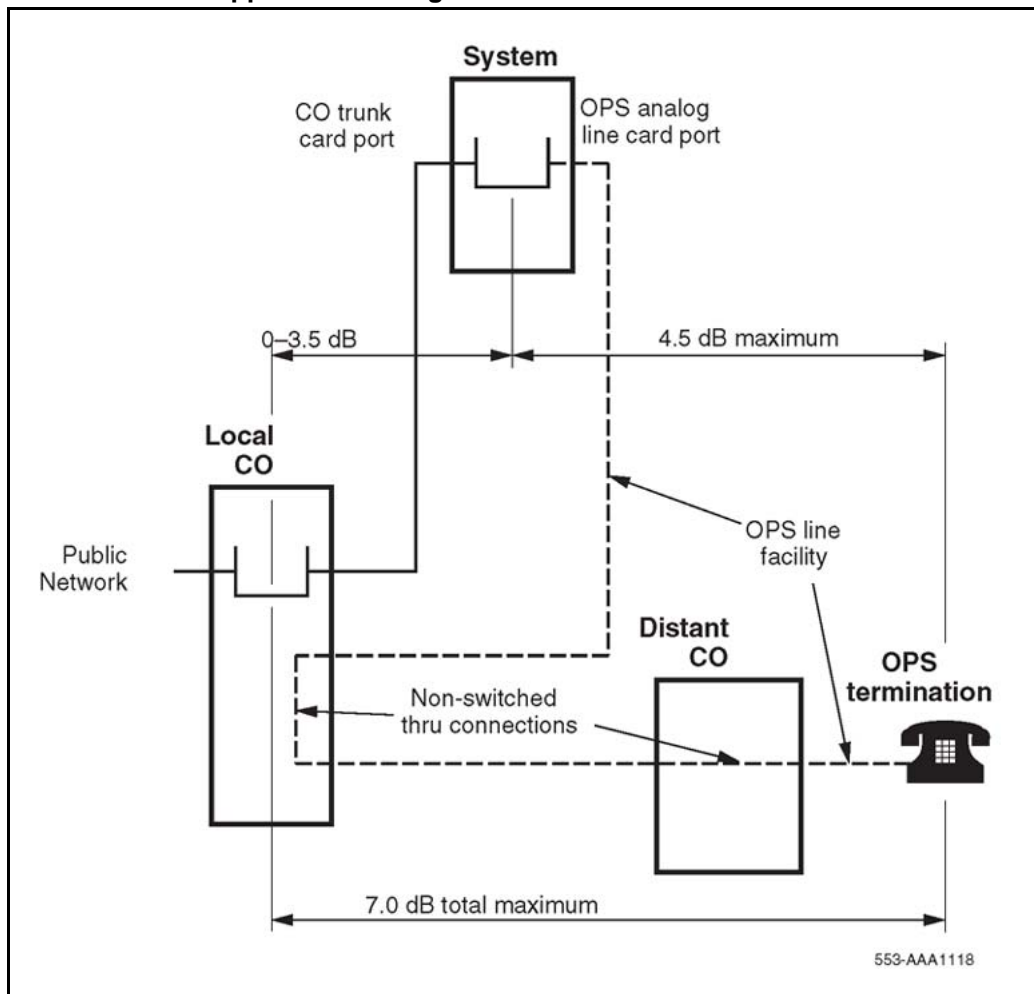 System
CO trunk
card port
OPS analog
line card port
0–3.5 dB
4.5 dB maximum
Local
CO
Public
Network
OPS line
facility
Distant
CO
OPS
termination
Non-switched
thru connections
7.0 dB total maximum
553-AAA1118